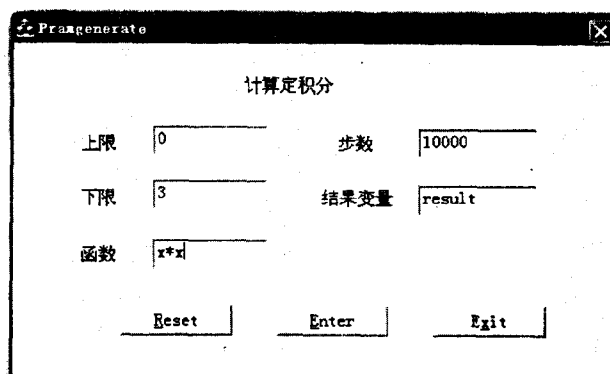 Pramgenerate
计算定积分
上限 0 步数 10000
下限 3 结果变量 result
函数 x*x
Reset Enter Exit